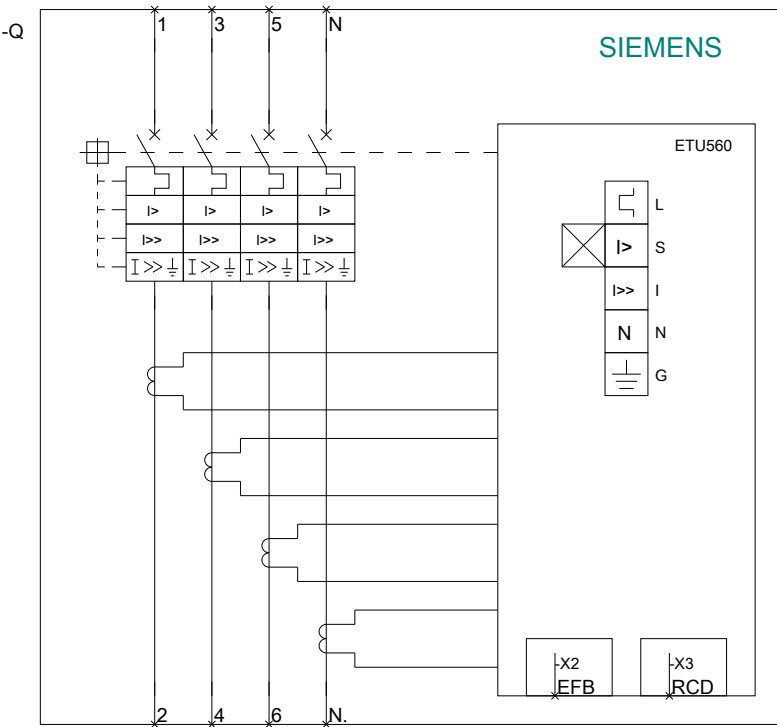 -Q
1 3 5 N
SIEMENS
ETU560
L
I> I> I> I>
I> S
I>> I>> I>> I>>
I>> I
I>> I>> I>> I>>
N N
G
-X2 -X3
EFB RCD
2 4 6 N.